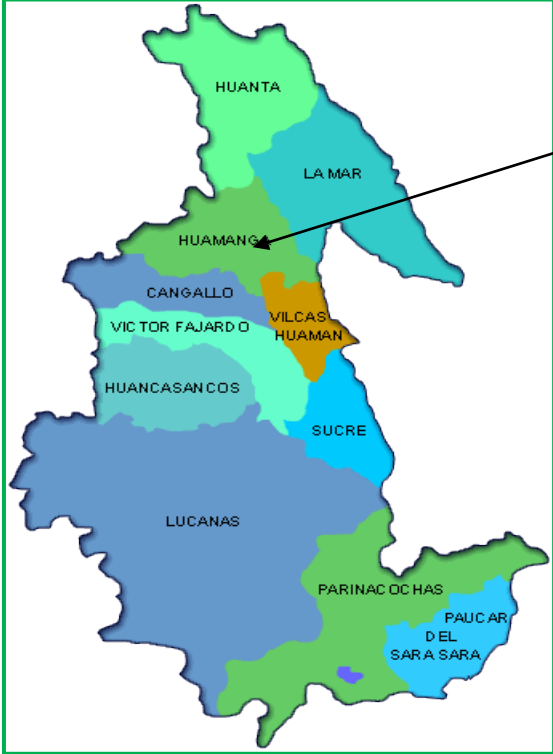 HUANTA
LA MAR
HUAMANG
CANGALLO
VILCAS
HUAMAN
VICTOR FAJARDO
HUANCASANCOS
SUCRE
LUCANAS
PARINACOCHAS
PAUCAR
DEL
SARA SARA